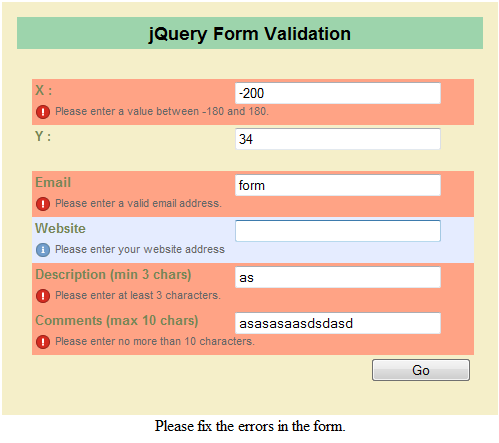 jQuery Form Validation
X : -200
! Please enter a value between -180 and 180.
Y : 34
Email form
! Please enter a valid email address.
Website
i Please enter your website address
Description (min 3 chars) as
! Please enter at least 3 characters.
Comments (max 10 chars) asasasaasdsdasd
! Please enter no more than 10 characters.
Go
Please fix the errors in the form.